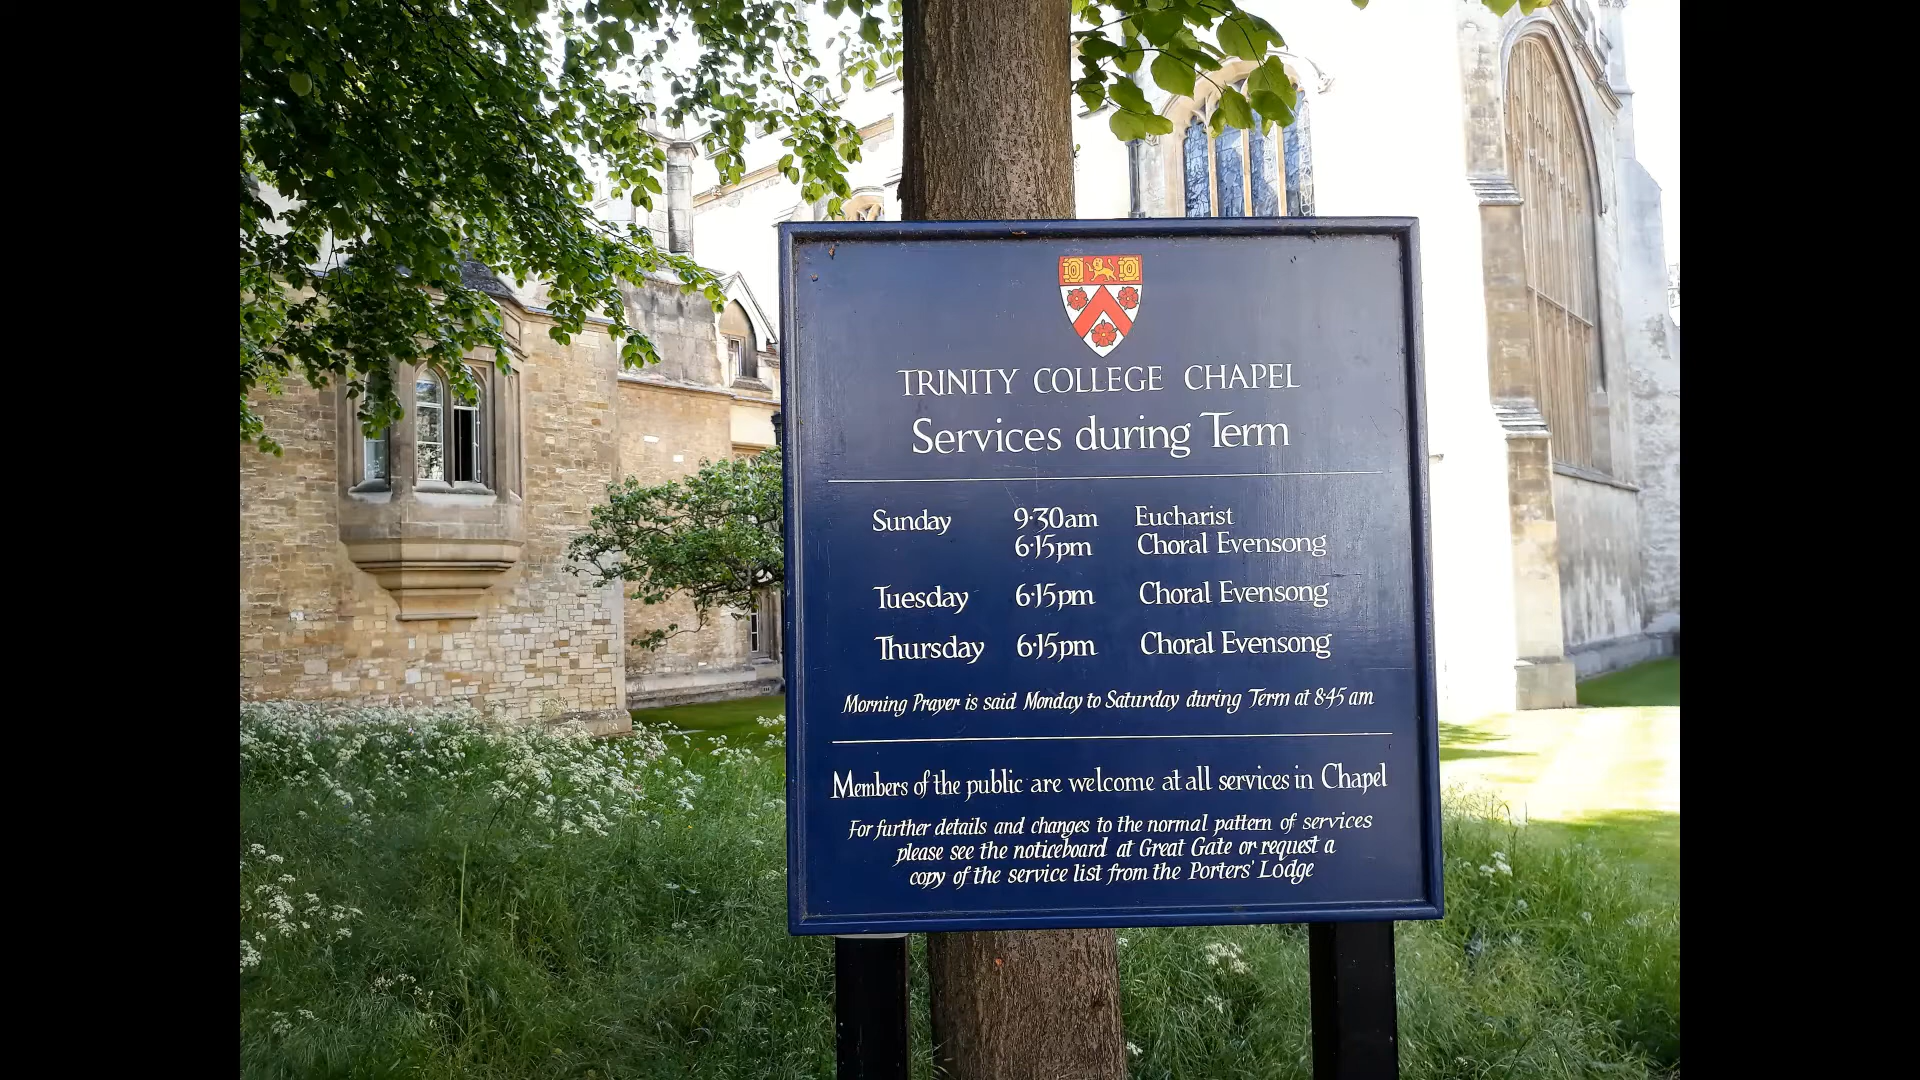 TRINITY COLLEGE CHAPEL
Services during Term
Sunday 9·30am Eucharist
6·15pm Choral Evensong
Tuesday 6·15pm Choral Evensong
Thursday 6·15pm Choral Evensong
Morning Prayer is said Monday to Saturday during Term at 8·45 am
Members of the public are welcome at all services in Chapel
For further details and changes to the normal pattern of services
please see the noticeboard at Great Gate or request a
copy of the service list from the Porters' Lodge